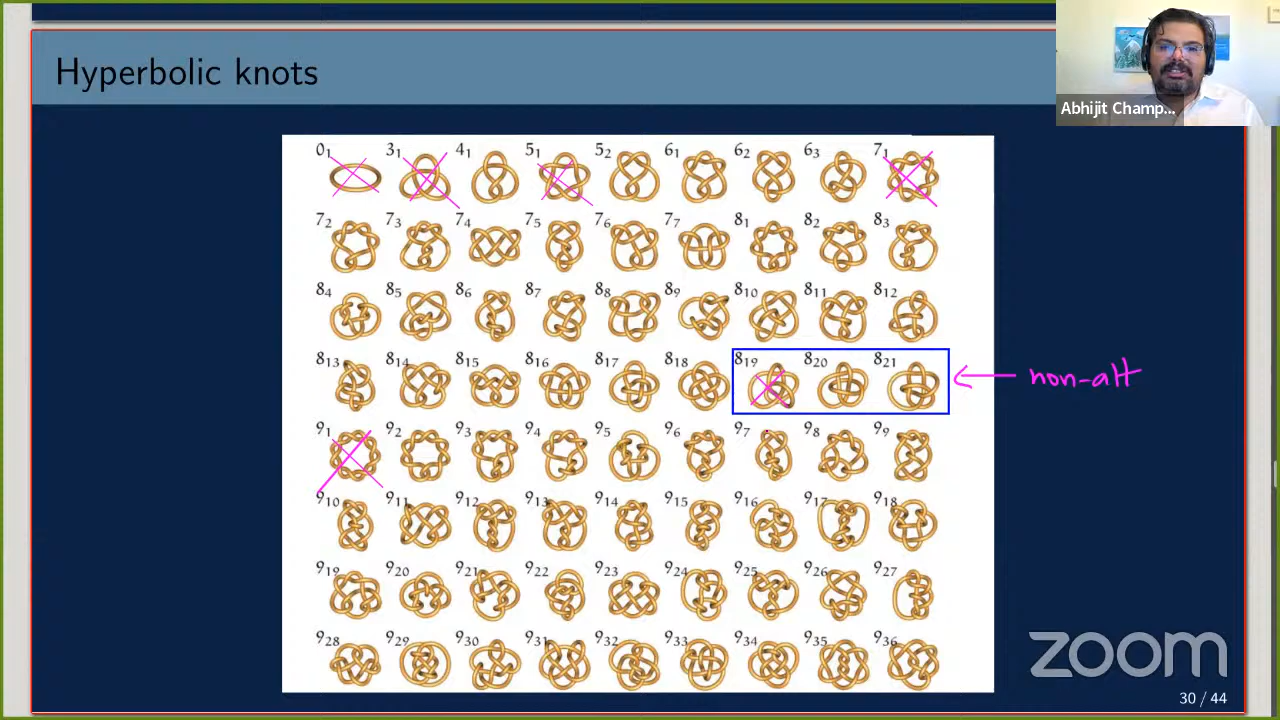 Hyperbolic knots
Abhijit Champ...
0₁ 3₁ 4₁ 5₁ 5₂ 6₁ 6₂ 6₃ 7₁
7₂ 7₃ 7₄ 7₅ 7₆ 7₇ 8₁ 8₂ 8₃
8₄ 8₅ 8₆ 8₇ 8₈ 8₉ 8₁₀ 8₁₁ 8₁₂
8₁₃ 8₁₄ 8₁₅ 8₁₆ 8₁₇ 8₁₈ 8₁₉ 8₂₀ 8₂₁
non-alt
9₁ 9₂ 9₃ 9₄ 9₅ 9₆ 9₇ 9₈ 9₉
9₁₀ 9₁₁ 9₁₂ 9₁₃ 9₁₄ 9₁₅ 9₁₆ 9₁₇ 9₁₈
9₁₉ 9₂₀ 9₂₁ 9₂₂ 9₂₃ 9₂₄ 9₂₅ 9₂₆ 9₂₇
9₂₈ 9₂₉ 9₃₀ 9₃₁ 9₃₂ 9₃₃ 9₃₄ 9₃₅ 9₃₆
zoom
30 / 44